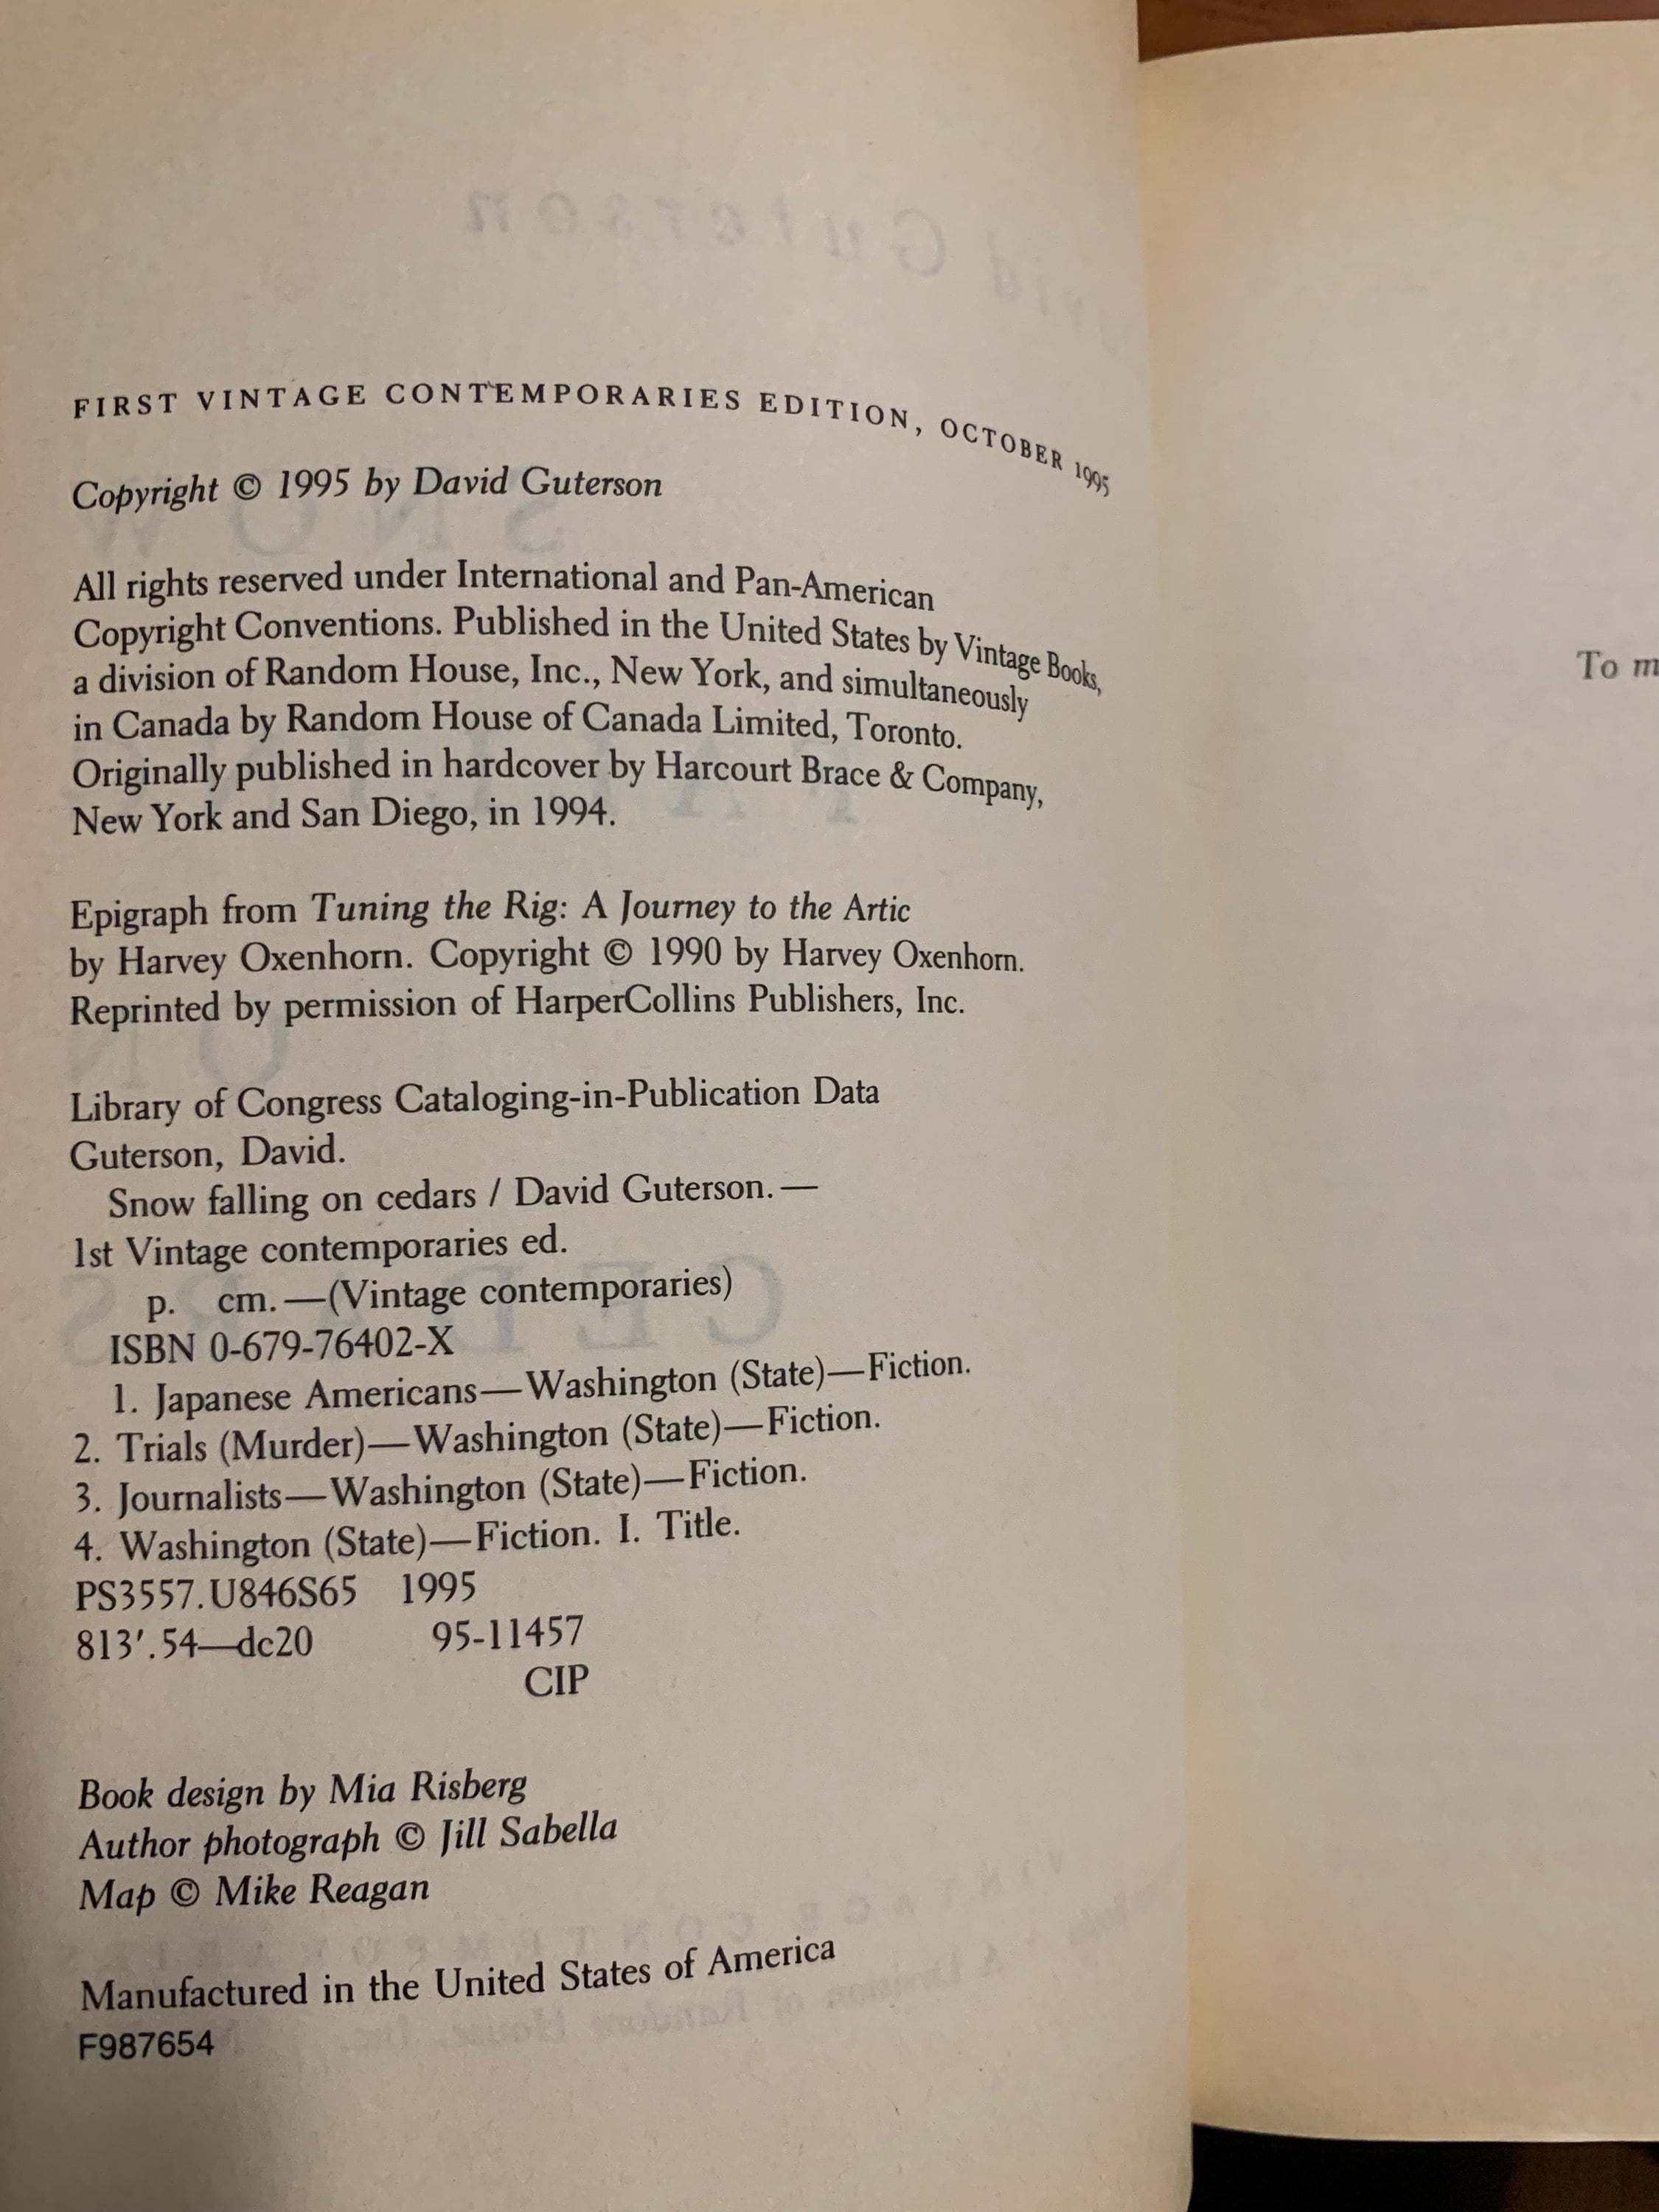 FIRST VINTAGE CONTEMPORARIES EDITION, OCTOBER 1995
Copyright © 1995 by David Guterson
All rights reserved under International and Pan-American
Copyright Conventions. Published in the United States by Vintage Books,
a division of Random House, Inc., New York, and simultaneously
in Canada by Random House of Canada Limited, Toronto.
Originally published in hardcover by Harcourt Brace & Company,
New York and San Diego, in 1994.
Epigraph from Tuning the Rig: A Journey to the Artic
by Harvey Oxenhorn. Copyright © 1990 by Harvey Oxenhorn.
Reprinted by permission of HarperCollins Publishers, Inc.
Library of Congress Cataloging-in-Publication Data
Guterson, David.
Snow falling on cedars / David Guterson. —
1st Vintage contemporaries ed.
p. cm. —(Vintage contemporaries)
ISBN 0-679-76402-X
1. Japanese Americans—Washington (State)—Fiction.
2. Trials (Murder)—Washington (State)—Fiction.
3. Journalists—Washington (State)—Fiction.
4. Washington (State)—Fiction. I. Title.
PS3557.U846S65 1995
813′.54—dc20 95-11457
CIP
Book design by Mia Risberg
Author photograph © Jill Sabella
Map © Mike Reagan
Manufactured in the United States of America
F987654
To m